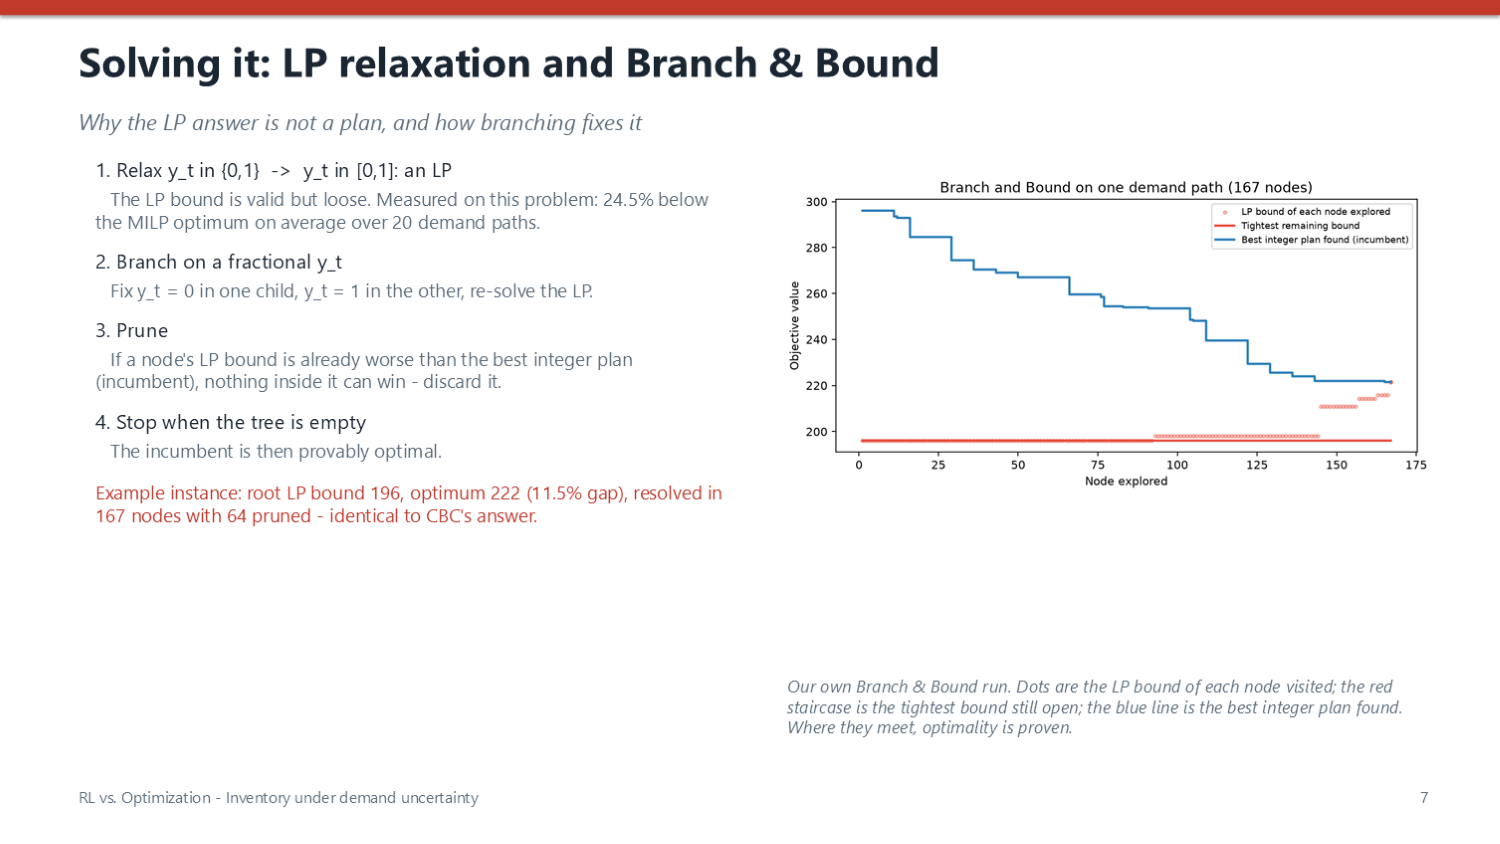 Solving it: LP relaxation and Branch & Bound
Why the LP answer is not a plan, and how branching fixes it
1. Relax y_t in {0,1}  ->  y_t in [0,1]: an LP
The LP bound is valid but loose. Measured on this problem: 24.5% below
the MILP optimum on average over 20 demand paths.
2. Branch on a fractional y_t
Fix y_t = 0 in one child, y_t = 1 in the other, re-solve the LP.
3. Prune
If a node's LP bound is already worse than the best integer plan
(incumbent), nothing inside it can win - discard it.
4. Stop when the tree is empty
The incumbent is then provably optimal.
Example instance: root LP bound 196, optimum 222 (11.5% gap), resolved in
167 nodes with 64 pruned - identical to CBC's answer.
Branch and Bound on one demand path (167 nodes)
LP bound of each node explored
Tightest remaining bound
Best integer plan found (incumbent)
Objective value
300
280
260
240
220
200
0 25 50 75 100 125 150 175
Node explored
Our own Branch & Bound run. Dots are the LP bound of each node visited; the red
staircase is the tightest bound still open; the blue line is the best integer plan found.
Where they meet, optimality is proven.
RL vs. Optimization - Inventory under demand uncertainty
7